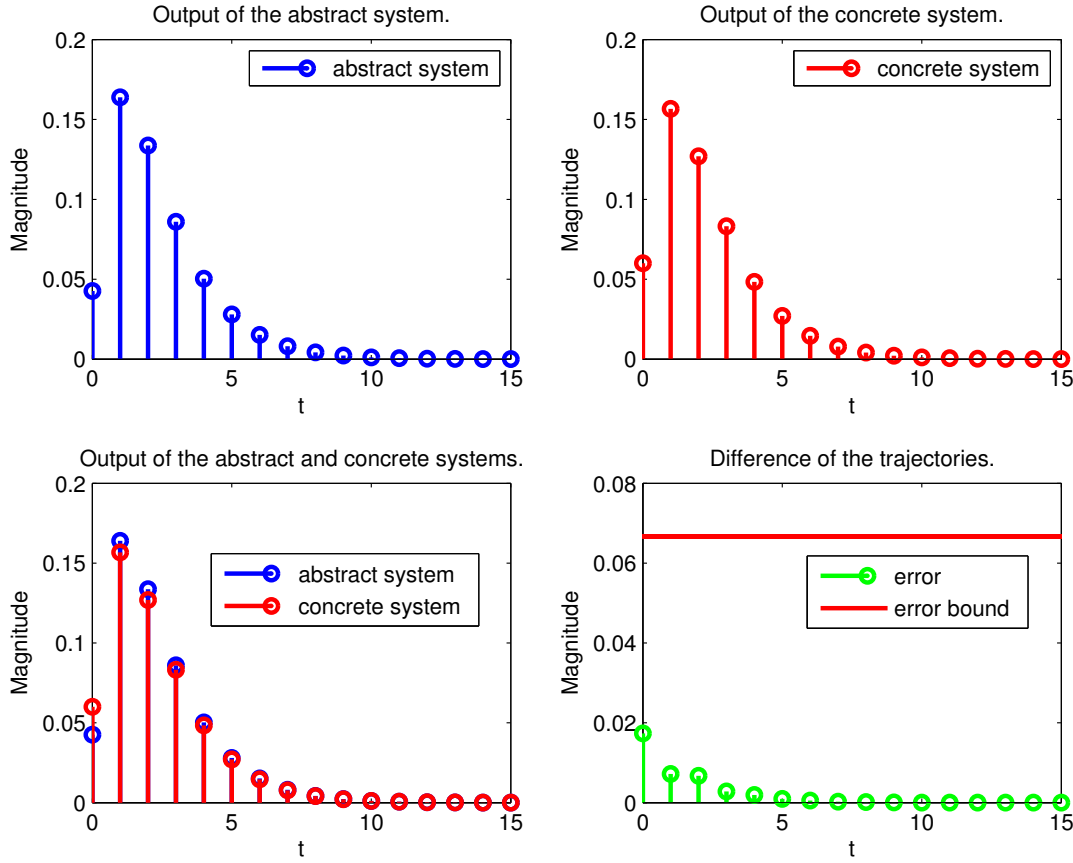 Output of the abstract system.
0.2
0.15
0.1
0.05
0
Magnitude
abstract system
0
5
10
15
t
Output of the concrete system.
0.2
0.15
0.1
0.05
0
Magnitude
concrete system
0
5
10
15
t
Output of the abstract and concrete systems.
0.2
0.15
0.1
0.05
0
Magnitude
abstract system
concrete system
0
5
10
15
t
Difference of the trajectories.
0.08
0.06
0.04
0.02
0
Magnitude
error
error bound
0
5
10
15
t